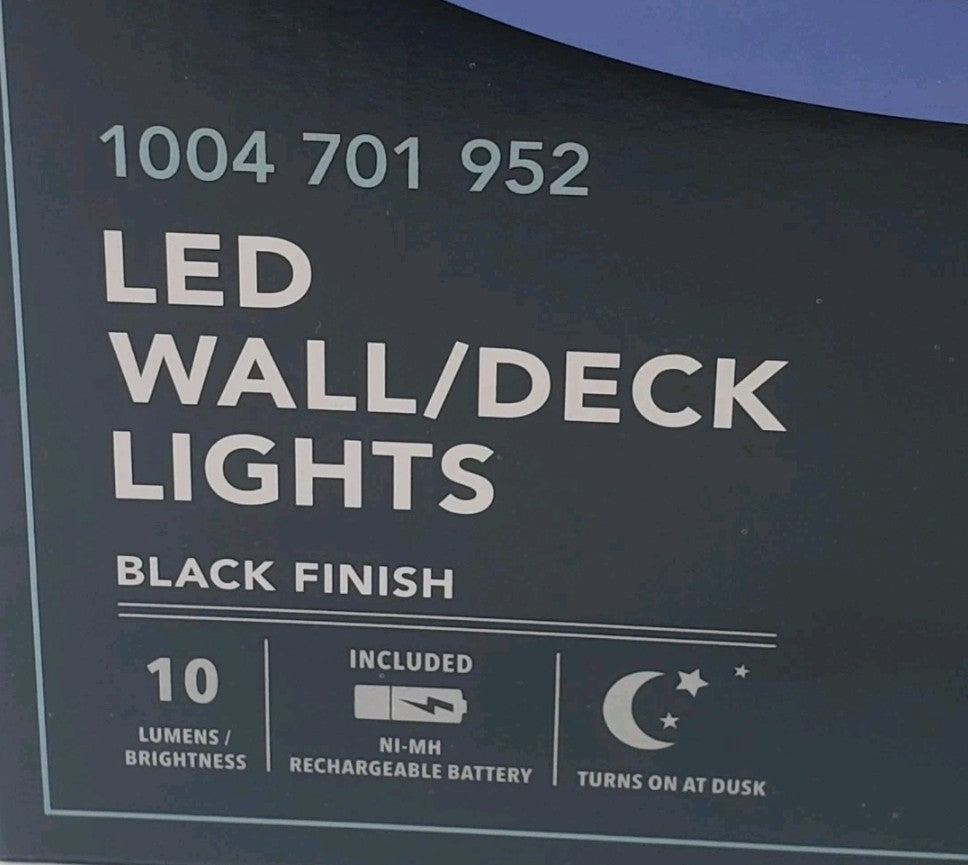 1004 701 952
LED
WALL/DECK
LIGHTS
BLACK FINISH
10
LUMENS /
BRIGHTNESS
INCLUDED
NI-MH
RECHARGEABLE BATTERY
TURNS ON AT DUSK